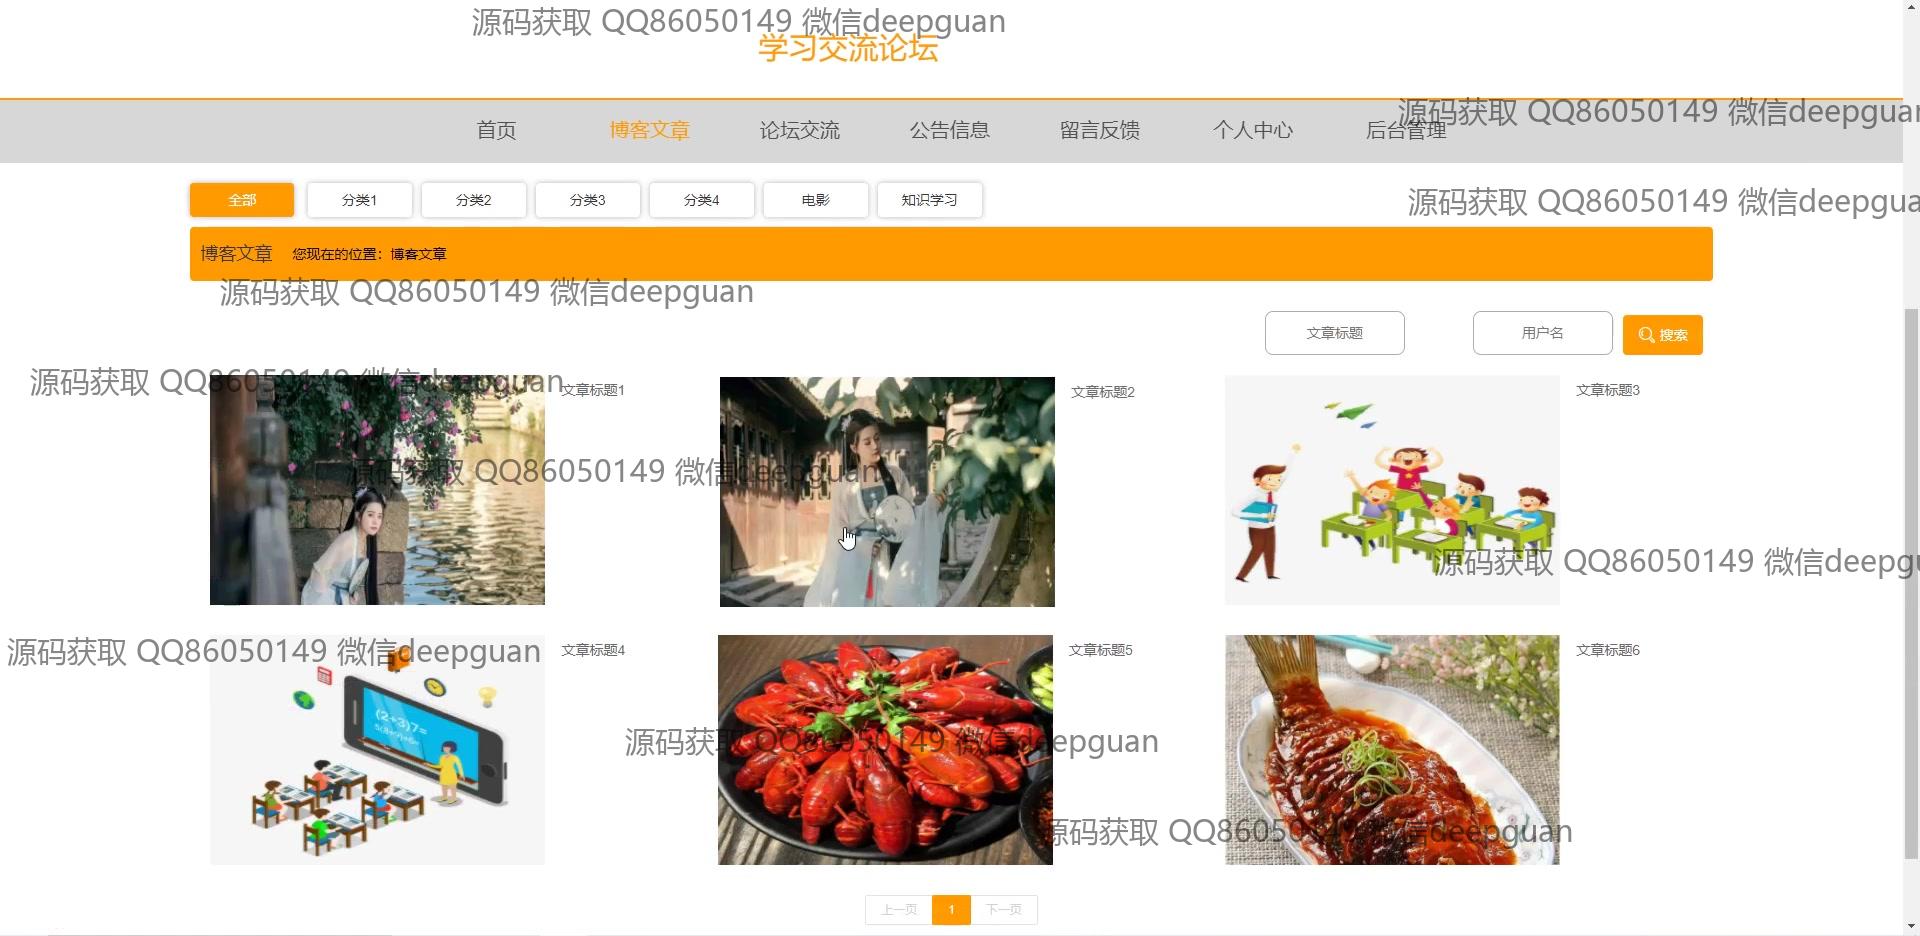 源码获取 QQ86050149 微信deepguan
学习交流论坛
源码获取 QQ86050149 微信deepguan
首页 博客文章 论坛交流 公告信息 留言反馈 个人中心 后台管理
全部 分类1 分类2 分类3 分类4 电影 知识学习
源码获取 QQ86050149 微信deepgua
博客文章 您现在的位置：博客文章
源码获取 QQ86050149 微信deepguan
文章标题 用户名 搜索
源码获取 QQ86050149 微信deepguan
文章标题1 文章标题2 文章标题3
源码获取 QQ86050149 微信deepguan
源码获取 QQ86050149 微信deepgu
源码获取 QQ86050149 微信deepguan
文章标题4 文章标题5 文章标题6
(2+3)7=
源码获取 QQ86050149 微信deepguan
源码获取 QQ86050149 微信deepguan
上一页 1 下一页